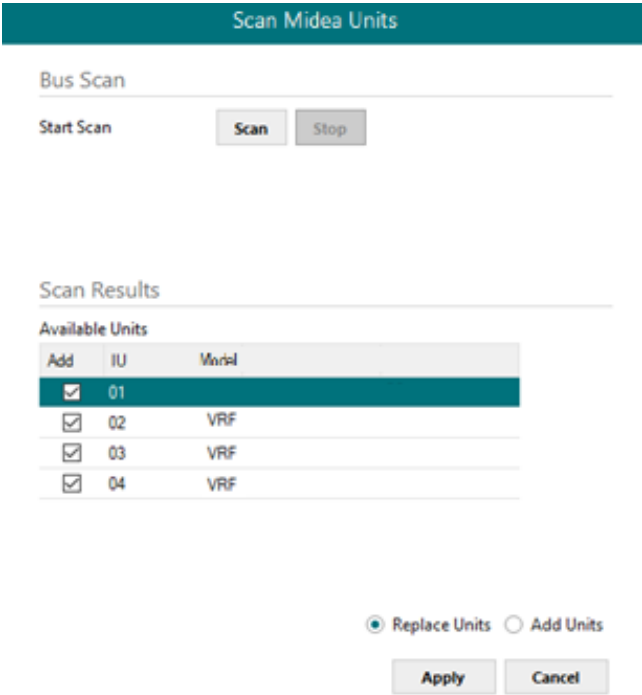 Scan Midea Units
Bus Scan
Start Scan Scan Stop
Scan Results
Available Units
Add IU Model
01
02 VRF
03 VRF
04 VRF
Replace Units Add Units
Apply Cancel